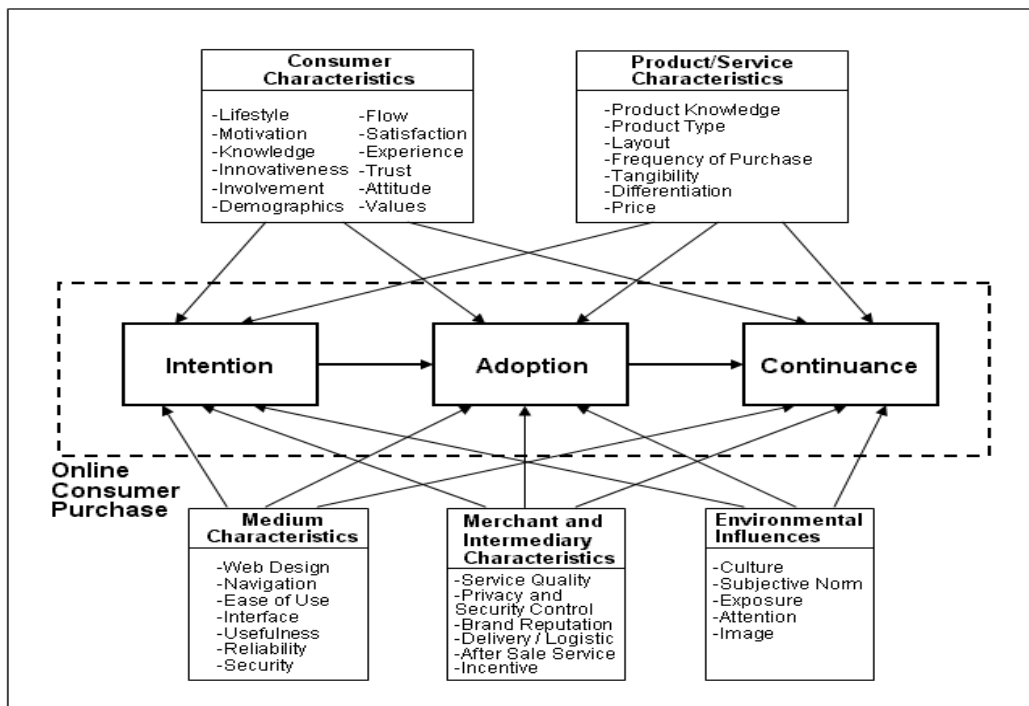 Consumer
Characteristics
-Lifestyle
-Motivation
-Knowledge
-Innovativeness
-Involvement
-Demographics
-Flow
-Satisfaction
-Experience
-Trust
-Attitude
-Values
Product/Service
Characteristics
-Product Knowledge
-Product Type
-Layout
-Frequency of Purchase
-Tangibility
-Differentiation
-Price
Intention
Adoption
Continuance
Online
Consumer
Purchase
Medium
Characteristics
-Web Design
-Navigation
-Ease of Use
-Interface
-Usefulness
-Reliability
-Security
Merchant and
Intermediary
Characteristics
-Service Quality
-Privacy and
Security Control
-Brand Reputation
-Delivery / Logistic
-After Sale Service
-Incentive
Environmental
Influences
-Culture
-Subjective Norm
-Exposure
-Attention
-Image